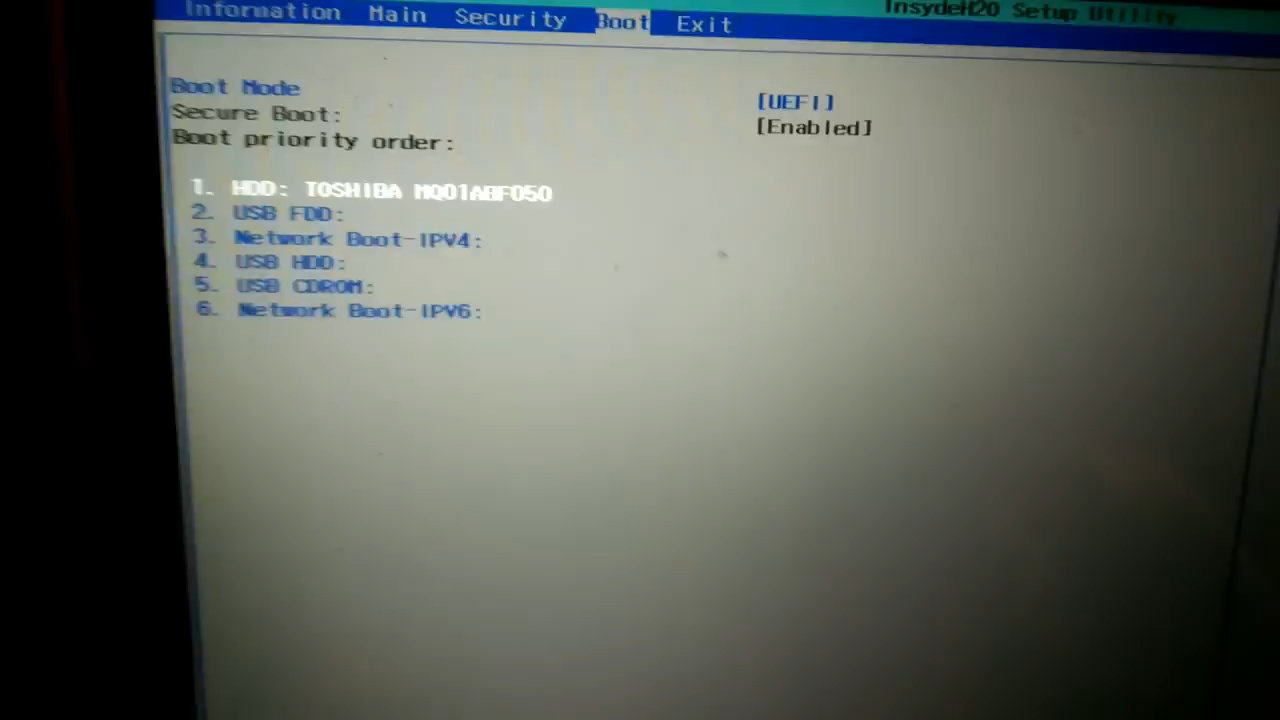 InsydeH20 Setup Utility
Information Main Security Boot Exit
Boot Mode [UEFI]
Secure Boot: [Enabled]
Boot priority order:
1. HDD: TOSHIBA MQ01ABF050
2. USB FDD:
3. Network Boot-IPV4:
4. USB HDD:
5. USB CDROM:
6. Network Boot-IPV6: